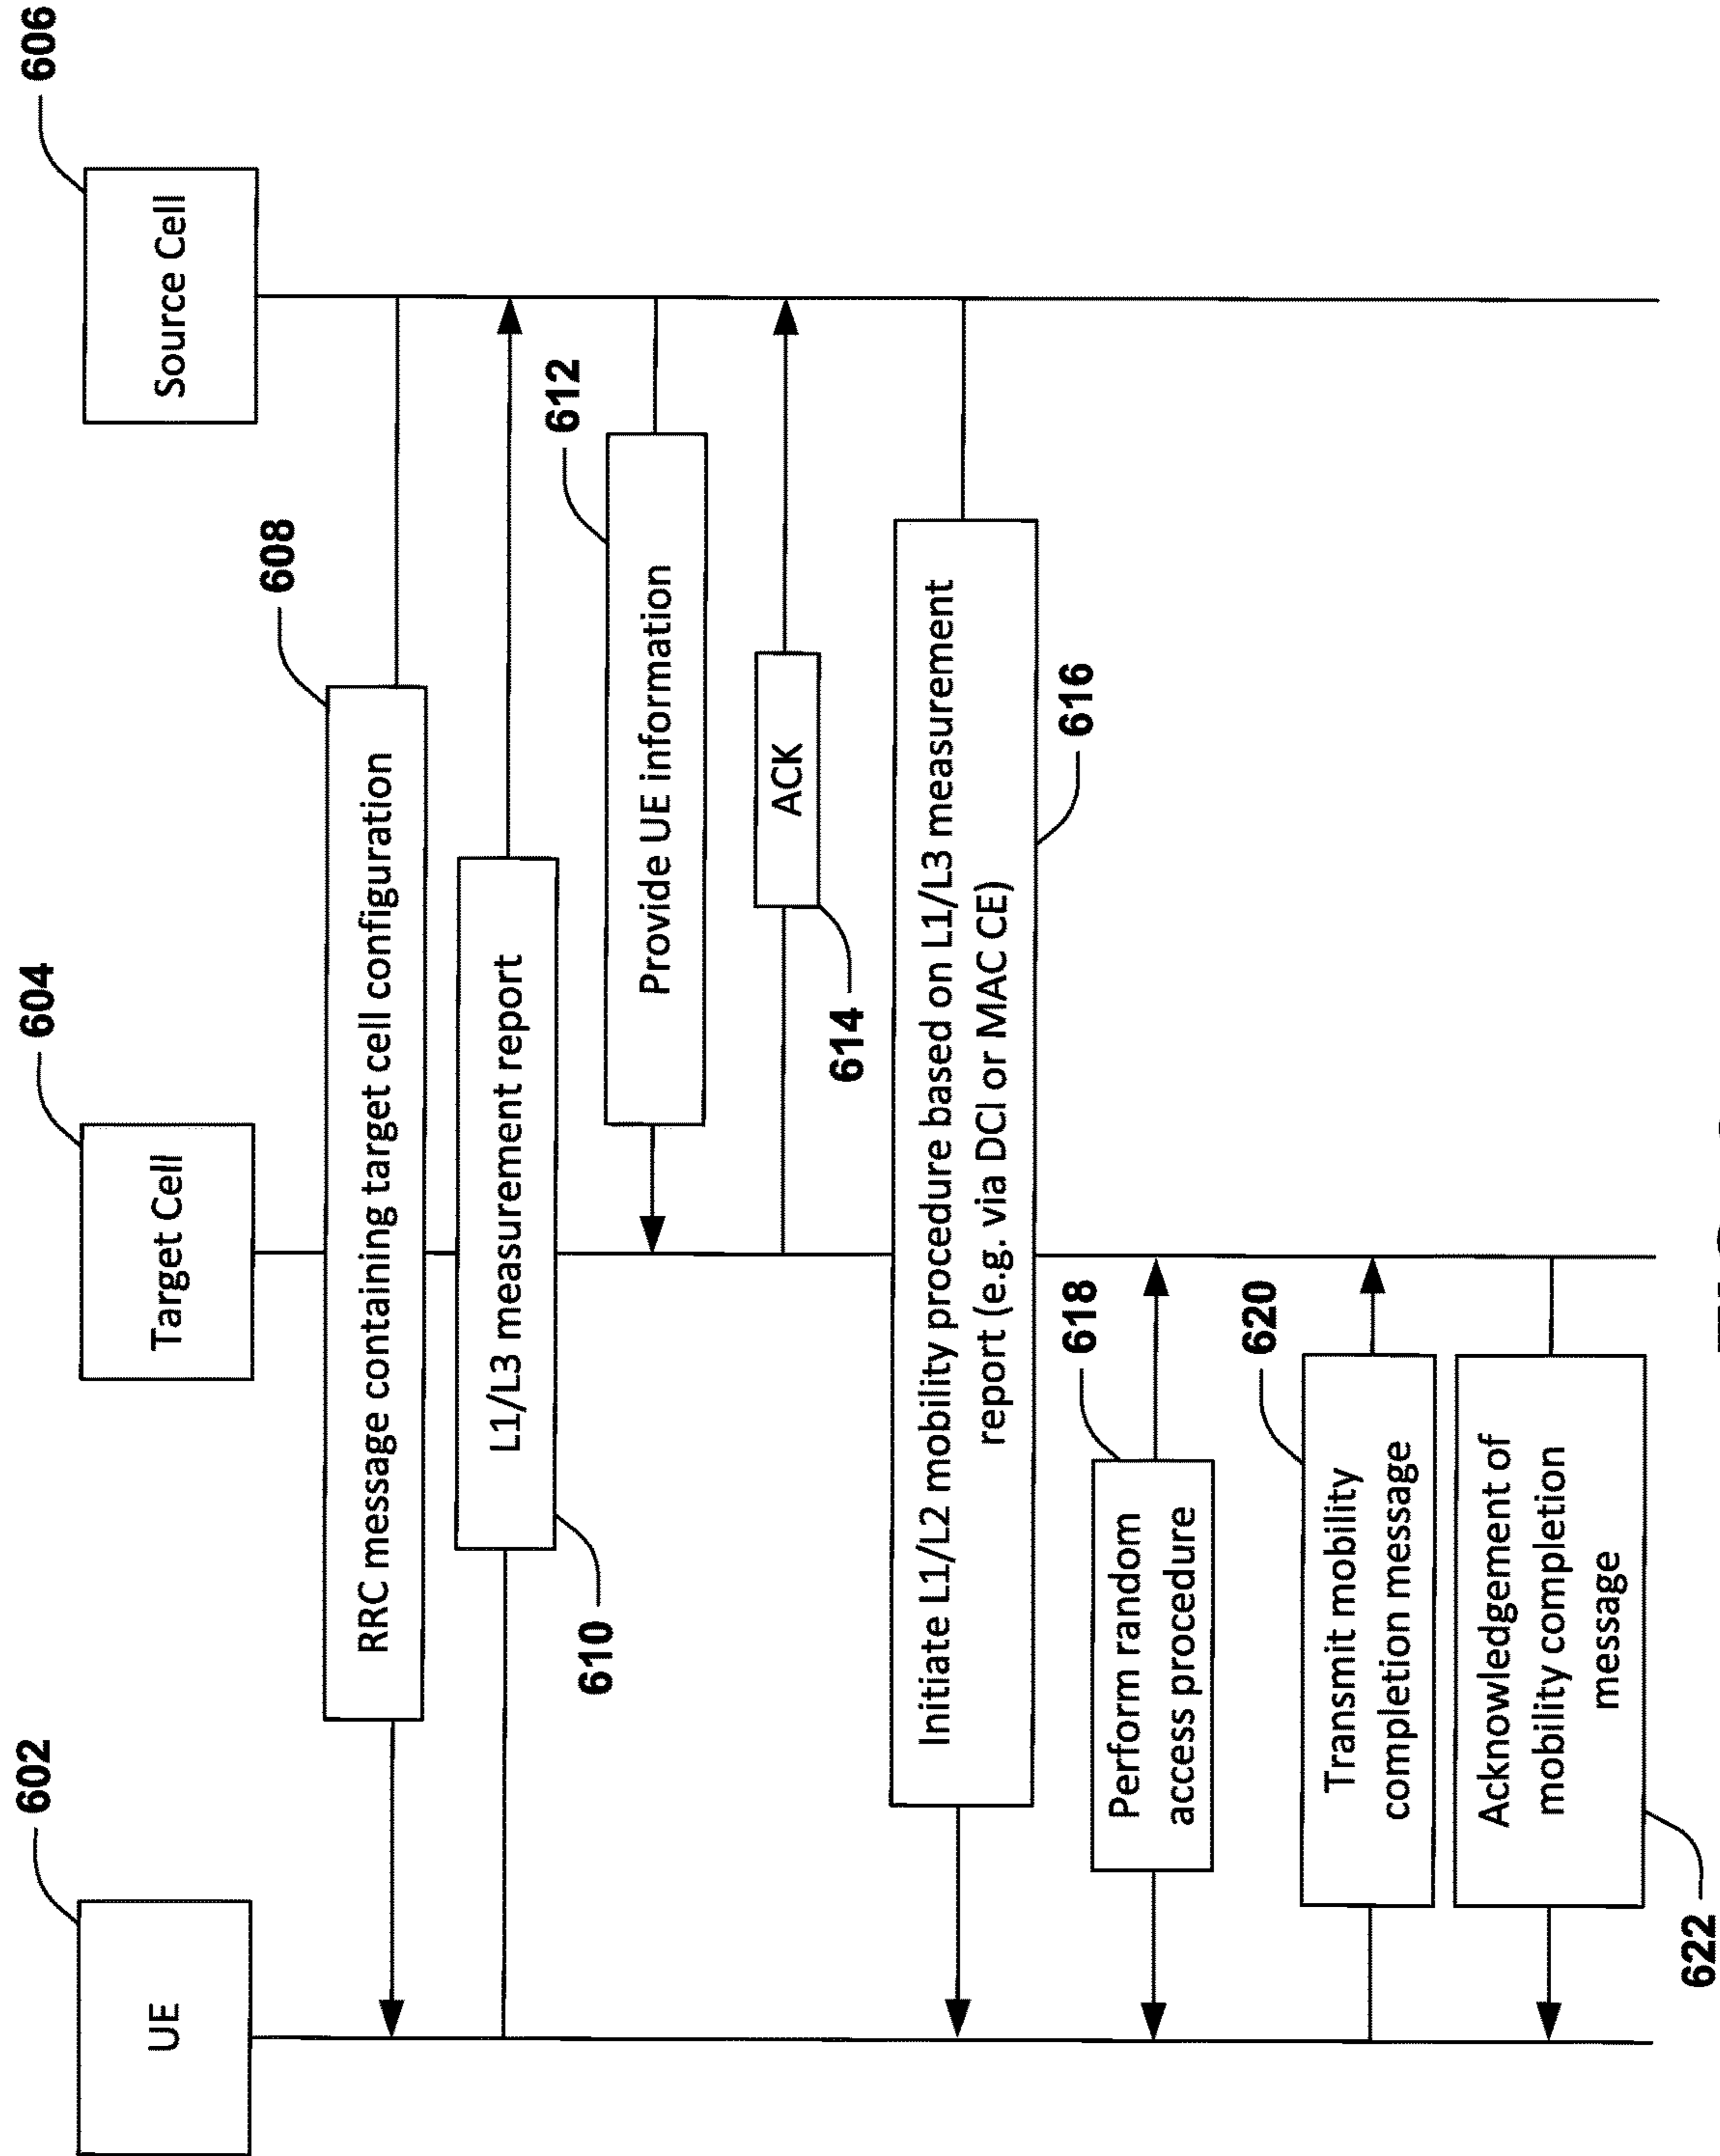 602
604
606
UE
Target Cell
Source Cell
608
RRC message containing target cell configuration
L1/L3 measurement report
610
612
Provide UE information
ACK
614
Initiate L1/L2 mobility procedure based on L1/L3 measurement
report (e.g. via DCI or MAC CE)
616
618
Perform random
access procedure
620
Transmit mobility
completion message
Acknowledgement of
mobility completion
message
622